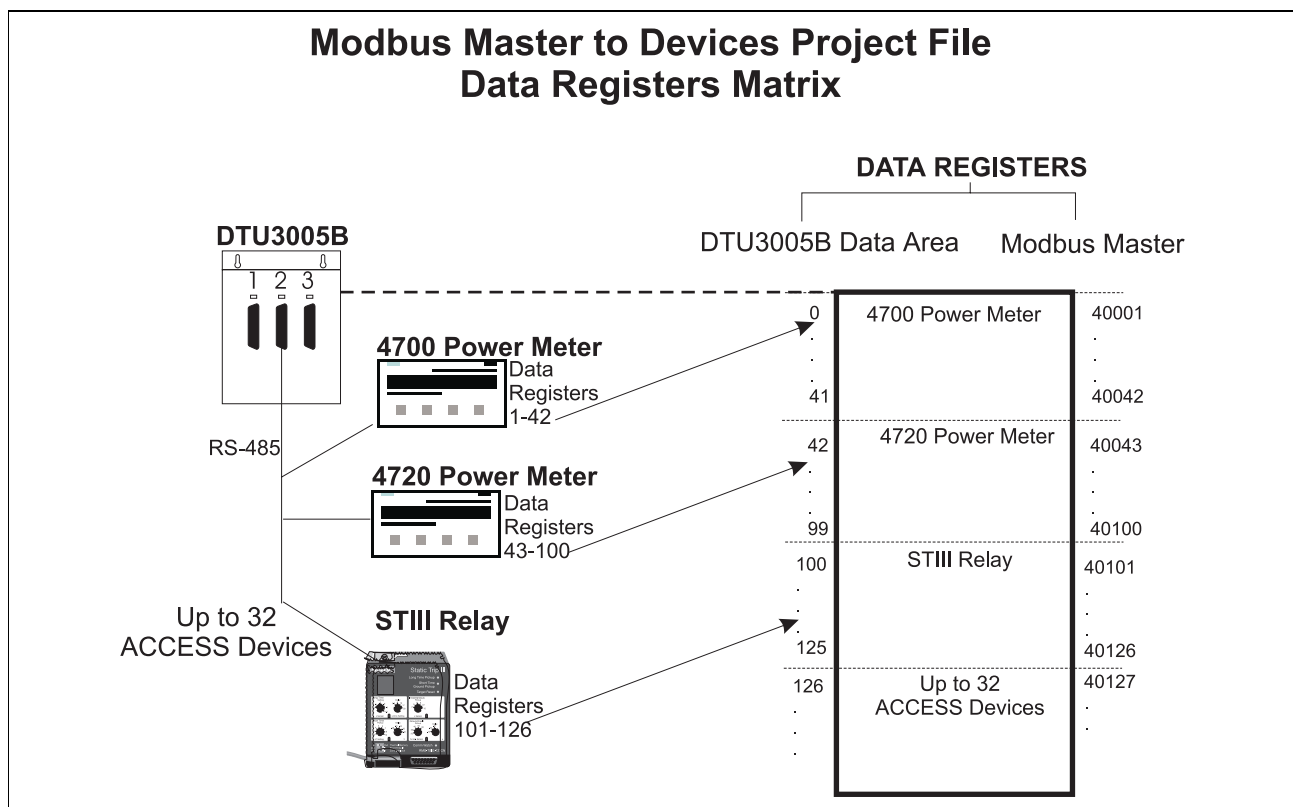 Modbus Master to Devices Project File
Data Registers Matrix
DATA REGISTERS
DTU3005B Data Area
Modbus Master
DTU3005B
1 2 3
RS-485
4700 Power Meter
Data
Registers
1-42
4720 Power Meter
Data
Registers
43-100
Up to 32
ACCESS Devices
STIII Relay
Static Trip III
Data
Registers
101-126
0 4700 Power Meter 40001
41 40042
42 4720 Power Meter 40043
99 40100
100 STIII Relay 40101
125 40126
126 Up to 32 40127
ACCESS Devices